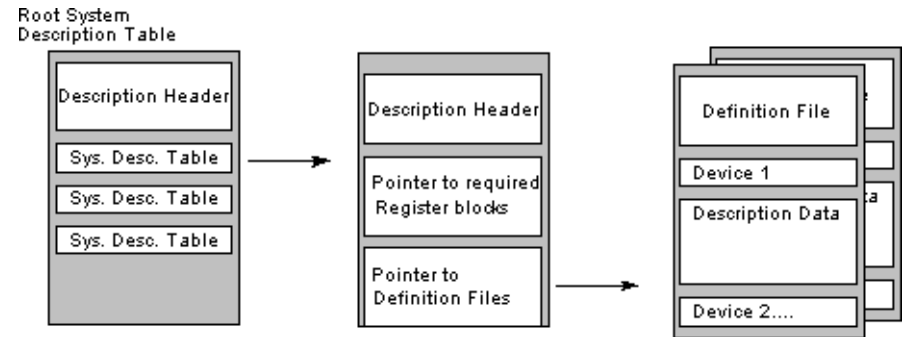 Root System
Description Table
Description Header
Sys. Desc. Table
Sys. Desc. Table
Sys. Desc. Table
Description Header
Pointer to required
Register blocks
Pointer to
Definition Files
Definition File
Device 1
Description Data
Device 2....